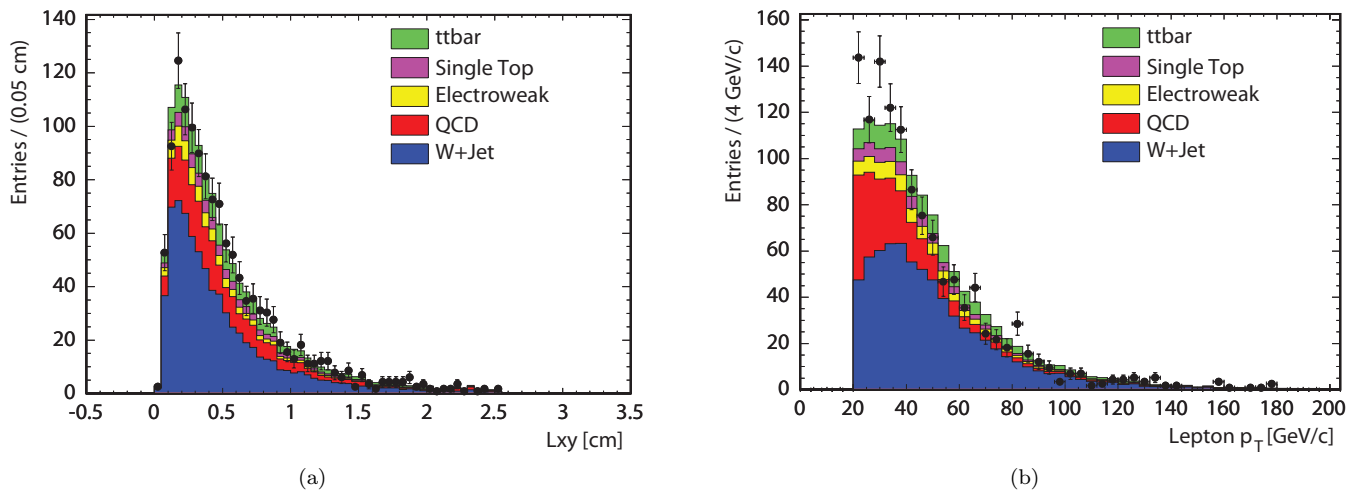 Entries / (0.05 cm)
140
120
100
80
60
40
20
0
-0.5 0 0.5 1 1.5 2 2.5 3 3.5
Lxy [cm]
ttbar
Single Top
Electroweak
QCD
W+Jet
(a)
Entries / (4 GeV/c)
160
140
120
100
80
60
40
20
0
0 20 40 60 80 100 120 140 160 180 200
Lepton p_T [GeV/c]
ttbar
Single Top
Electroweak
QCD
W+Jet
(b)